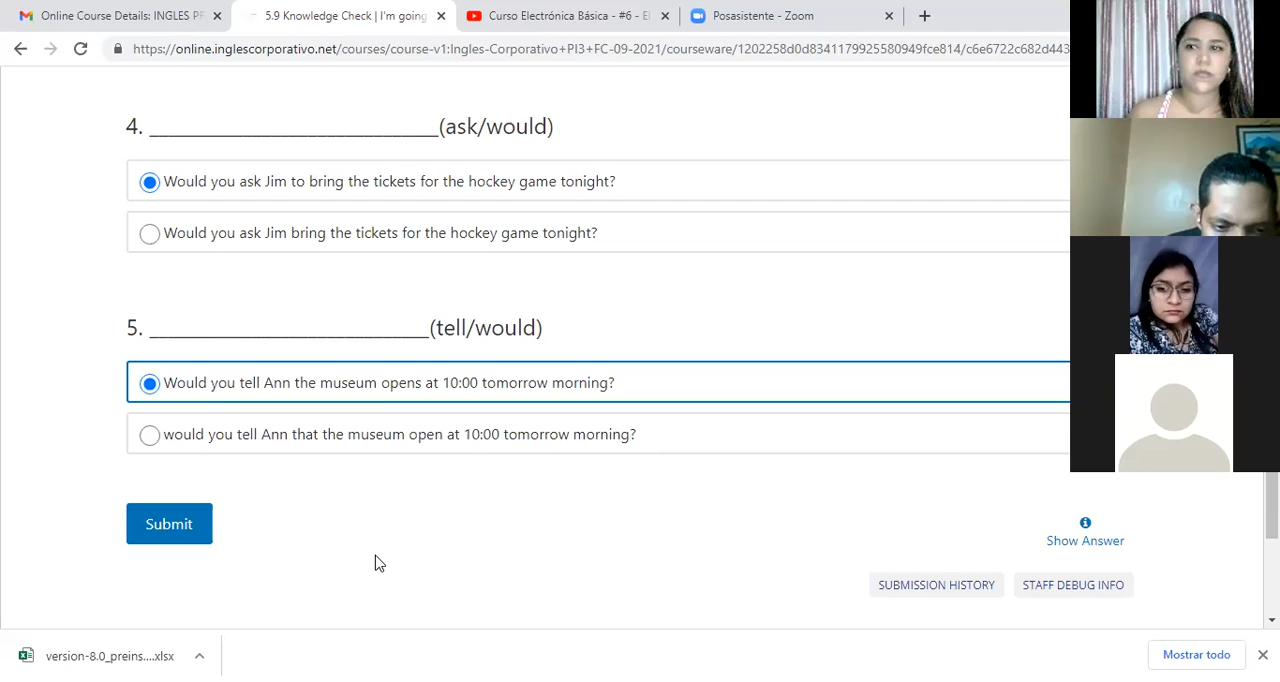 Online Course Details: INGLES PF
5.9 Knowledge Check | I'm going
Curso Electrónica Básica - #6 - El
Posasistente - Zoom
https://online.inglescorporativo.net/courses/course-v1:Ingles-Corporativo+PI3+FC-09-2021/courseware/1202258d0d8341179925580949fce814/c6e6722c682d443
4. ____________________________(ask/would)
Would you ask Jim to bring the tickets for the hockey game tonight?
Would you ask Jim bring the tickets for the hockey game tonight?
5. ___________________________(tell/would)
Would you tell Ann the museum opens at 10:00 tomorrow morning?
would you tell Ann that the museum open at 10:00 tomorrow morning?
Submit
Show Answer
SUBMISSION HISTORY
STAFF DEBUG INFO
version-8.0_preins....xlsx
Mostrar todo